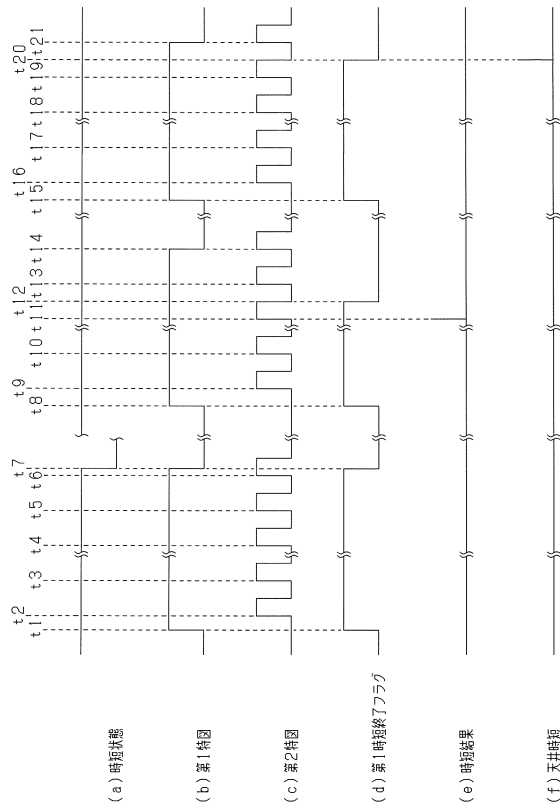 t1 t2 t3 t4 t5 t6 t7 t8 t9 t10 t11 t12 t13 t14 t15 t16 t17 t18 t19 t20 t21
(a)時短状態
(b)第1特図
(c)第2特図
(d)第1時短終了フラグ
(e)時短結果
(f)天井時短